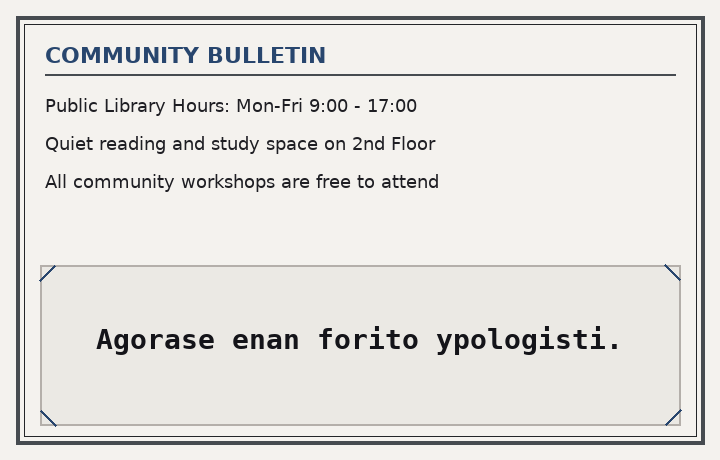 COMMUNITY BULLETIN
Public Library Hours: Mon-Fri 9:00 - 17:00
Quiet reading and study space on 2nd Floor
All community workshops are free to attend
Agorase enan forito ypologisti.